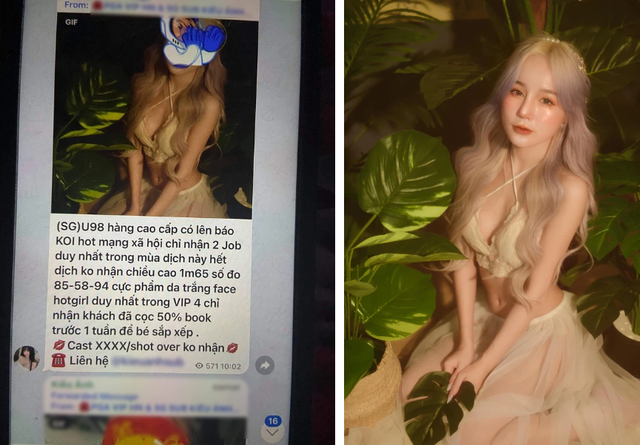 From:
GIF
(SG)U98 hàng cao cấp có lên báo
KOI hot mạng xã hội chỉ nhận 2 Job
duy nhất trong mùa dịch này hết
dịch ko nhận chiều cao 1m65 số đo
85-58-94 cực phẩm da trắng face
hotgirl duy nhất trong VIP 4 chỉ
nhận khách đã cọc 50% book
trước 1 tuần để bé sắp xếp .
💋 Cast XXXX/shot over ko nhận 💋
☎️ Liên hệ
571 10:02
Forwarded Message
From:
16